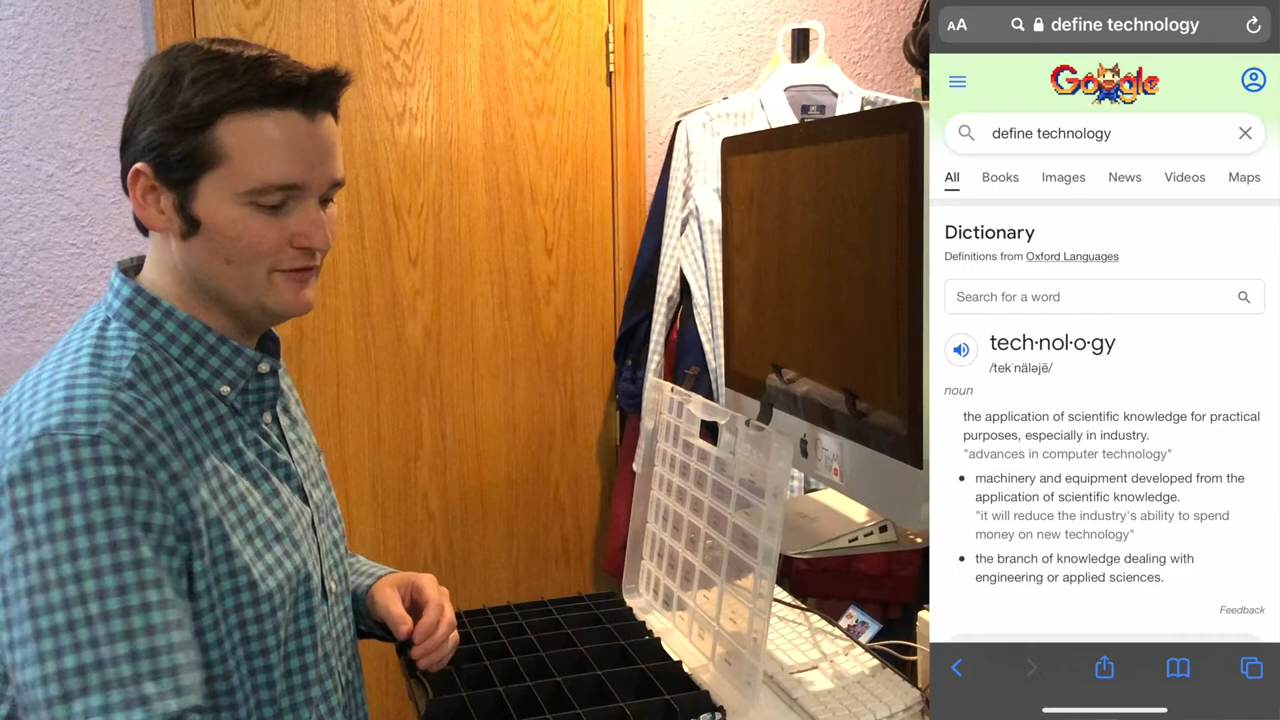 AA define technology
Google
define technology
All Books Images News Videos Maps
Dictionary
Definitions from Oxford Languages
Search for a word
tech·nol·o·gy
/tekˈnäləjē/
noun
the application of scientific knowledge for practical
purposes, especially in industry.
"advances in computer technology"
• machinery and equipment developed from the
application of scientific knowledge.
"it will reduce the industry's ability to spend
money on new technology"
• the branch of knowledge dealing with
engineering or applied sciences.
Feedback